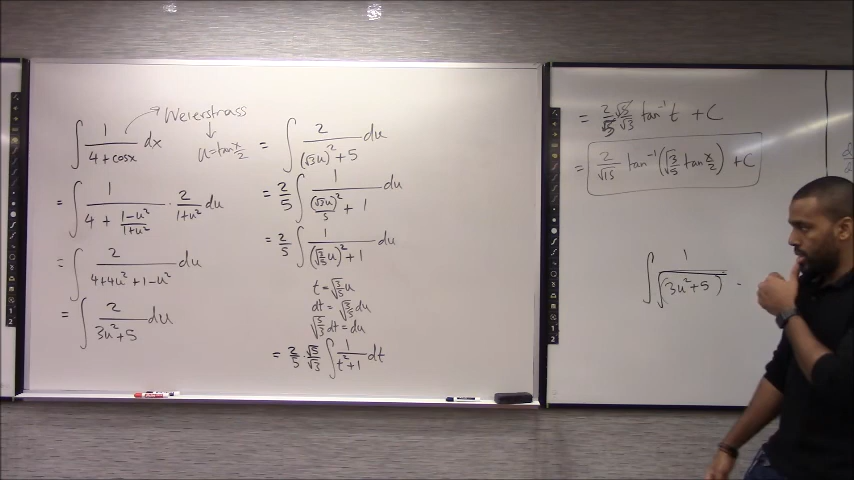 ∫ 1/(4+cosx) dx → Weierstrass
↓
u=tan x/2
= ∫ 1/(4 + (1-u²)/(1+u²)) · 2/(1+u²) du
= ∫ 2/(4+4u²+1-u²) du
= ∫ 2/(3u²+5) du
= ∫ 2/((√3u)²+5) du
= 2/5 ∫ 1/((√3u)²/5 + 1) du
= 2/5 ∫ 1/((√(3/5)u)²+1) du
t=√(3/5)u
dt=√(3/5)du
√(5/3)dt=du
= 2/5 · √5/√3 ∫ 1/(t²+1) dt
= 2/√5 √5/√3 tan⁻¹ t + C
= 2/√15 tan⁻¹(√(3/5) tan x/2) + C
∫ 1/√(3u²+5)